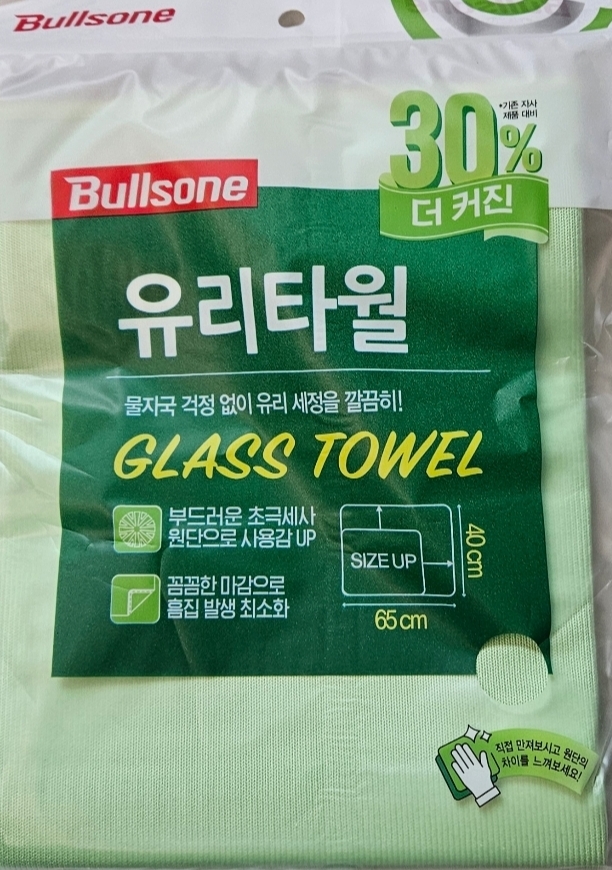 Bullsone
30%
•기존 자사
제품 대비
더 커진
Bullsone
유리타월
물자국 걱정 없이 유리 세정을 깔끔히!
GLASS TOWEL
부드러운 초극세사
원단으로 사용감 UP
꼼꼼한 마감으로
흠집 발생 최소화
SIZE UP
40 cm
65 cm
직접 만져보시고 원단의
차이를 느껴보세요!